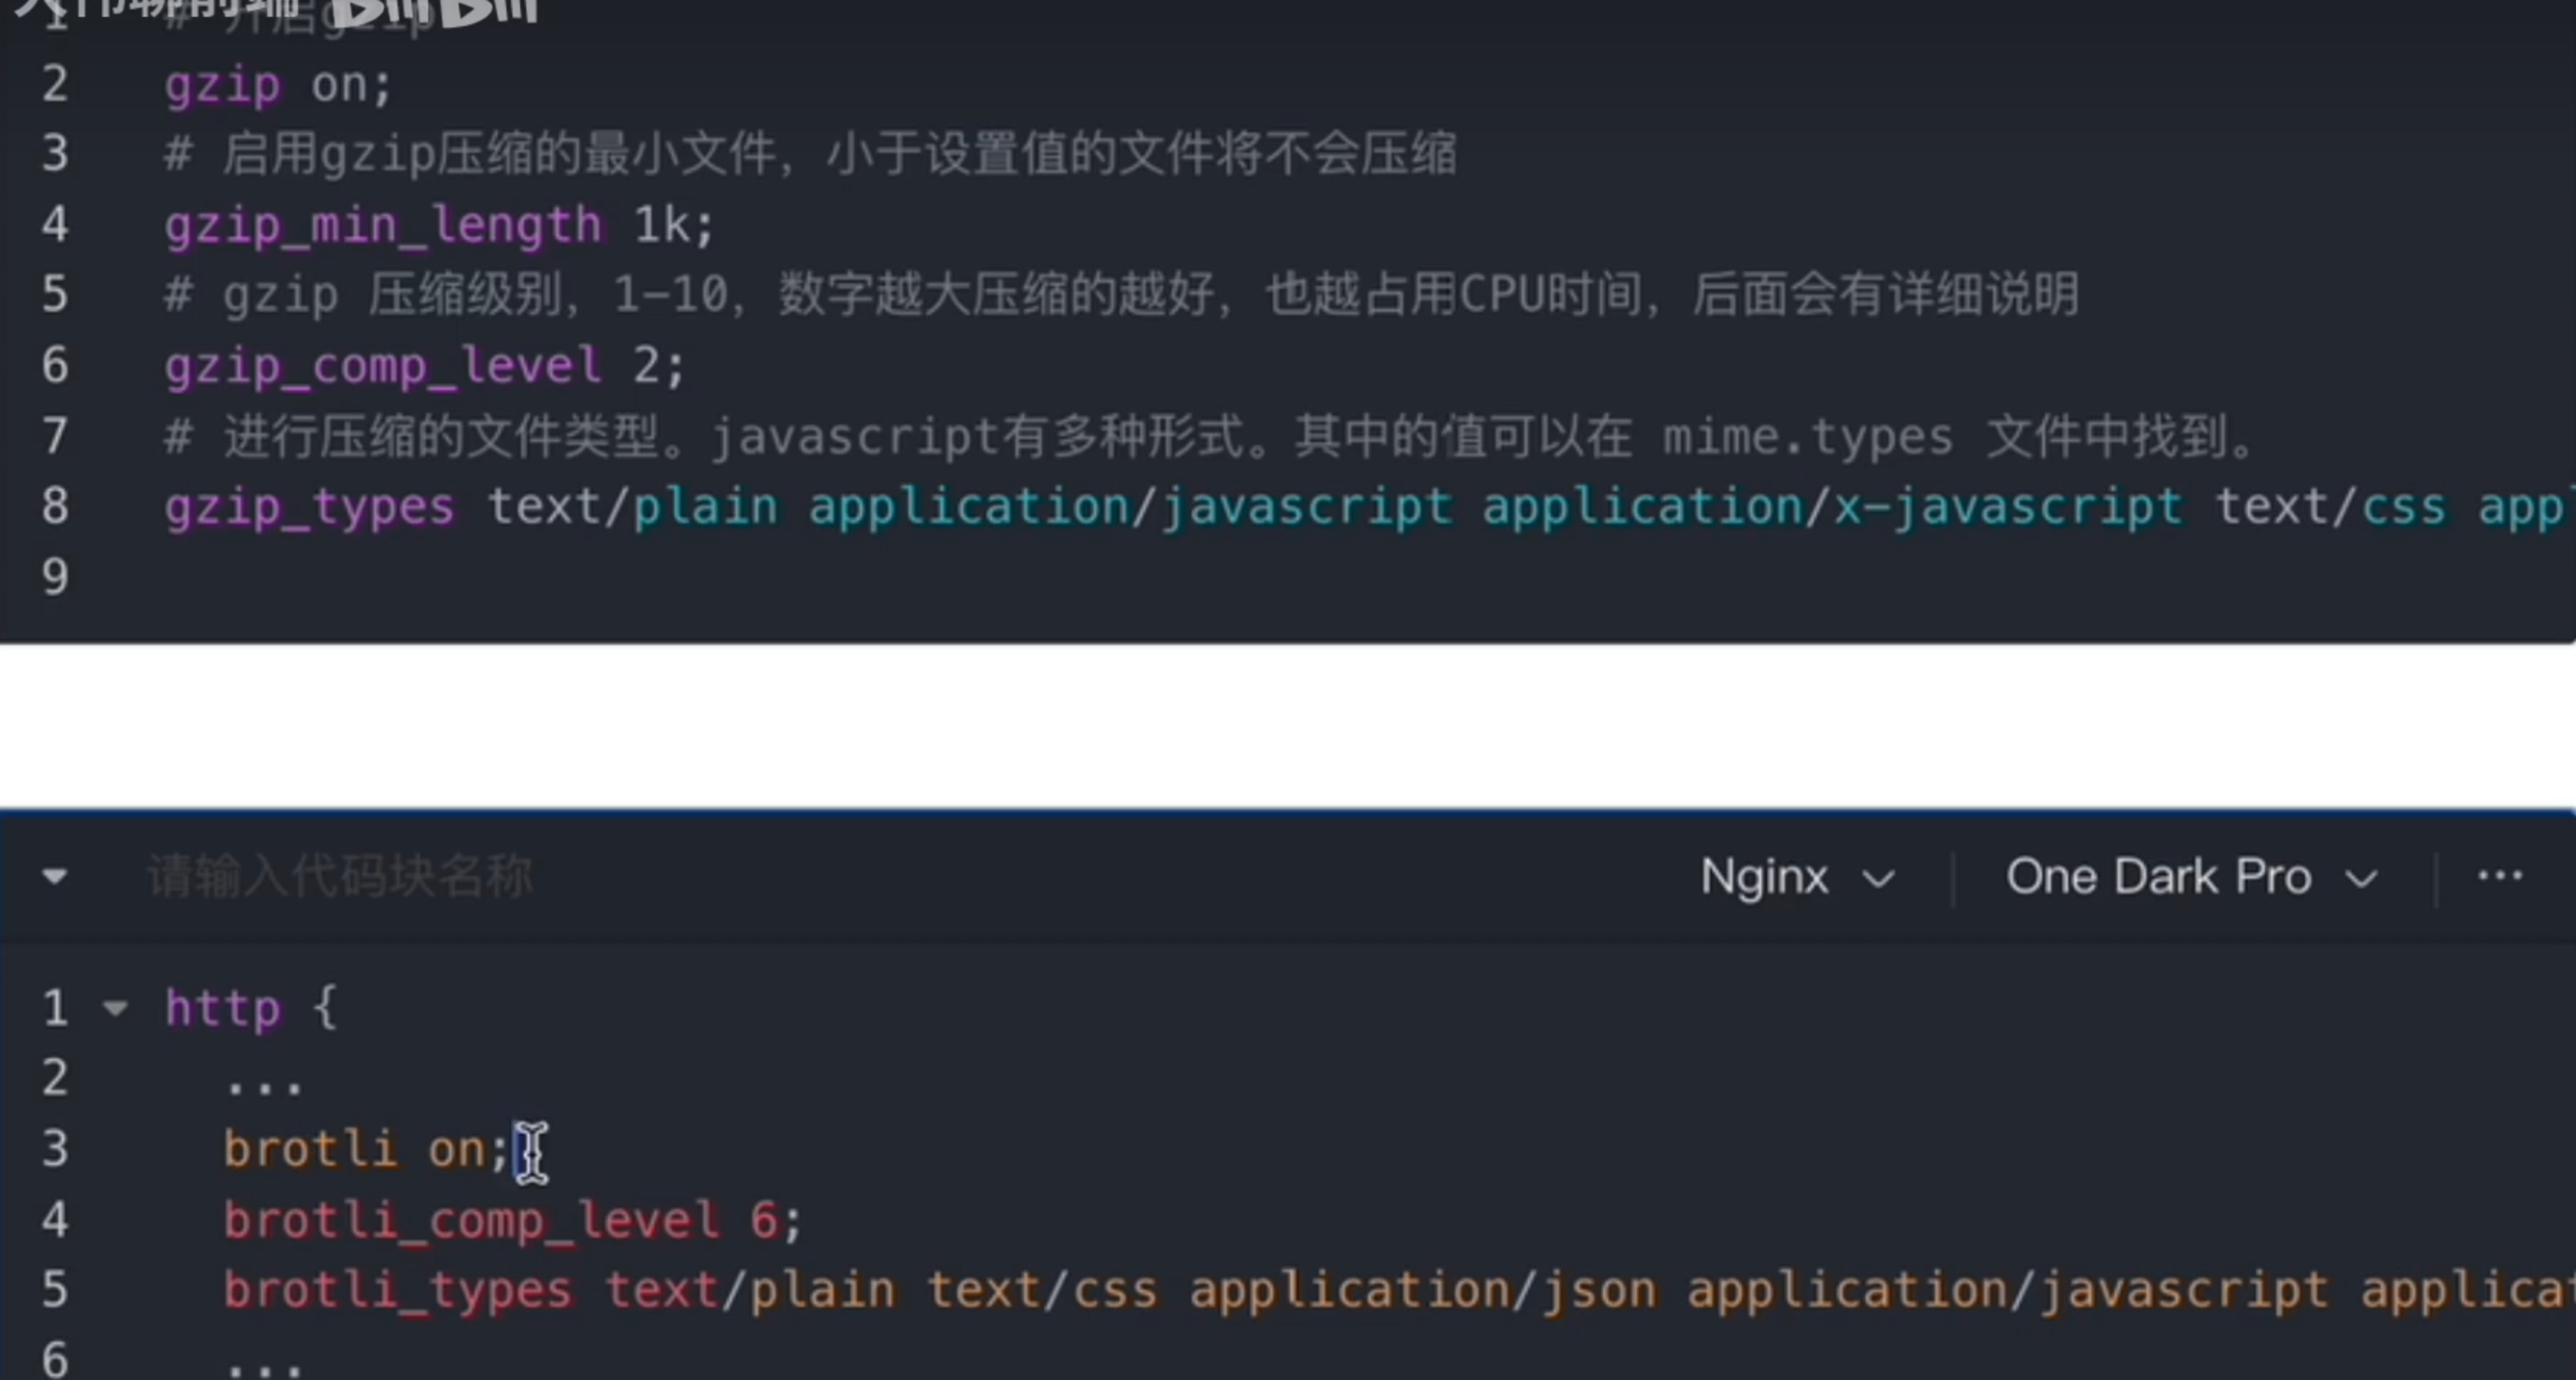 大伟聊前端 bilibili
1 # 开启gzip
2 gzip on;
3 # 启用gzip压缩的最小文件，小于设置值的文件将不会压缩
4 gzip_min_length 1k;
5 # gzip 压缩级别，1-10，数字越大压缩的越好，也越占用CPU时间，后面会有详细说明
6 gzip_comp_level 2;
7 # 进行压缩的文件类型。javascript有多种形式。其中的值可以在 mime.types 文件中找到。
8 gzip_types text/plain application/javascript application/x-javascript text/css app
9
请输入代码块名称 Nginx One Dark Pro ...
1 http {
2 ...
3 brotli on;
4 brotli_comp_level 6;
5 brotli_types text/plain text/css application/json application/javascript applicat
6 ...